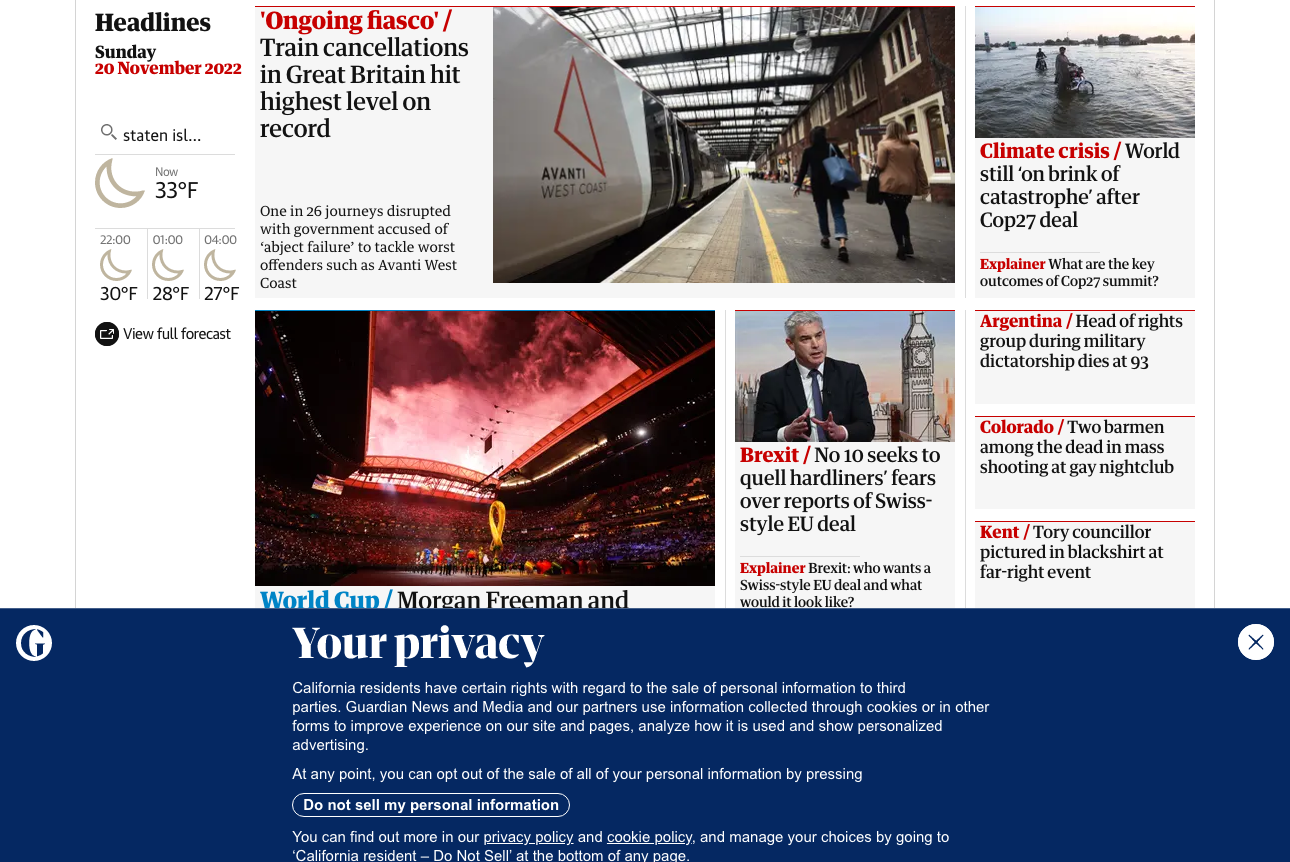 Headlines
Sunday
20 November 2022
staten isl...
Now
33°F
22:00
01:00
04:00
30°F
28°F
27°F
View full forecast
'Ongoing fiasco' /
Train cancellations
in Great Britain hit
highest level on
record
One in 26 journeys disrupted
with government accused of
‘abject failure’ to tackle worst
offenders such as Avanti West
Coast
AVANTI
WEST COAST
Climate crisis / World
still ‘on brink of
catastrophe’ after
Cop27 deal
Explainer What are the key
outcomes of Cop27 summit?
World Cup / Morgan Freeman and
Brexit / No 10 seeks to
quell hardliners’ fears
over reports of Swiss-
style EU deal
Explainer Brexit: who wants a
Swiss-style EU deal and what
would it look like?
Argentina / Head of rights
group during military
dictatorship dies at 93
Colorado / Two barmen
among the dead in mass
shooting at gay nightclub
Kent / Tory councillor
pictured in blackshirt at
far-right event
G
Your privacy
California residents have certain rights with regard to the sale of personal information to third
parties. Guardian News and Media and our partners use information collected through cookies or in other
forms to improve experience on our site and pages, analyze how it is used and show personalized
advertising.
At any point, you can opt out of the sale of all of your personal information by pressing
Do not sell my personal information
You can find out more in our privacy policy and cookie policy, and manage your choices by going to
‘California resident – Do Not Sell’ at the bottom of any page.